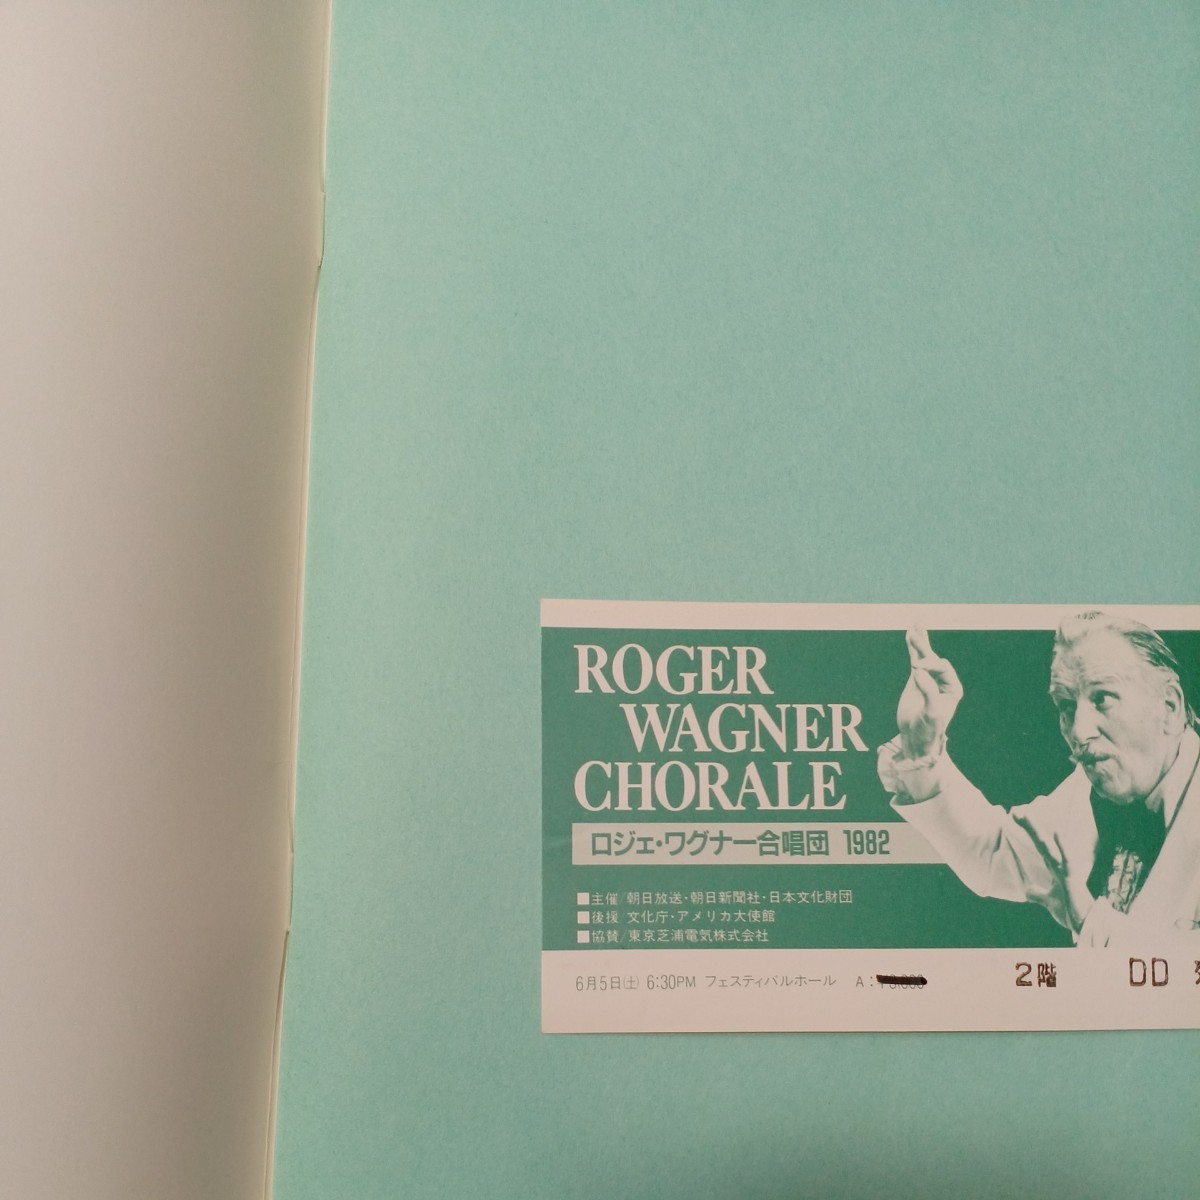 ROGER
WAGNER
CHORALE
ロジェ・ワグナー合唱団 1982
■主催/朝日放送・朝日新聞社・日本文化財団
■後援 文化庁・アメリカ大使館
■協賛/東京芝浦電気株式会社
6月5日(土) 6:30PM フェスティバルホール A: 2階 DD